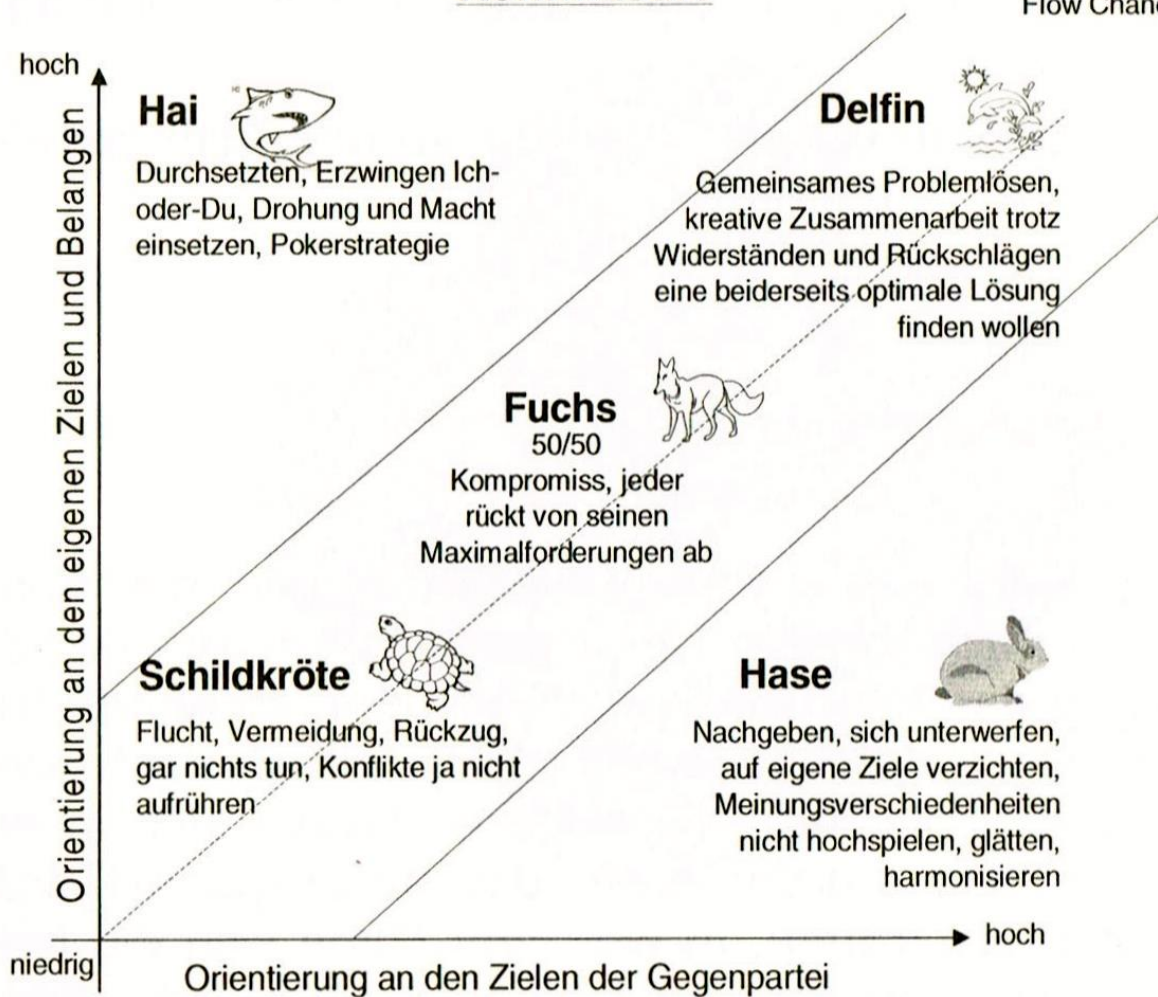 hoch
Orientierung an den eigenen Zielen und Belangen
Hai
Durchsetzten, Erzwingen Ich-
oder-Du, Drohung und Macht
einsetzen, Pokerstrategie
Delfin
Gemeinsames Problemlösen,
kreative Zusammenarbeit trotz
Widerständen und Rückschlägen
eine beiderseits optimale Lösung
finden wollen
Fuchs
50/50
Kompromiss, jeder
rückt von seinen
Maximalforderungen ab
Schildkröte
Flucht, Vermeidung, Rückzug,
gar nichts tun, Konflikte ja nicht
aufrühren
Hase
Nachgeben, sich unterwerfen,
auf eigene Ziele verzichten,
Meinungsverschiedenheiten
nicht hochspielen, glätten,
harmonisieren
hoch
niedrig
Orientierung an den Zielen der Gegenpartei